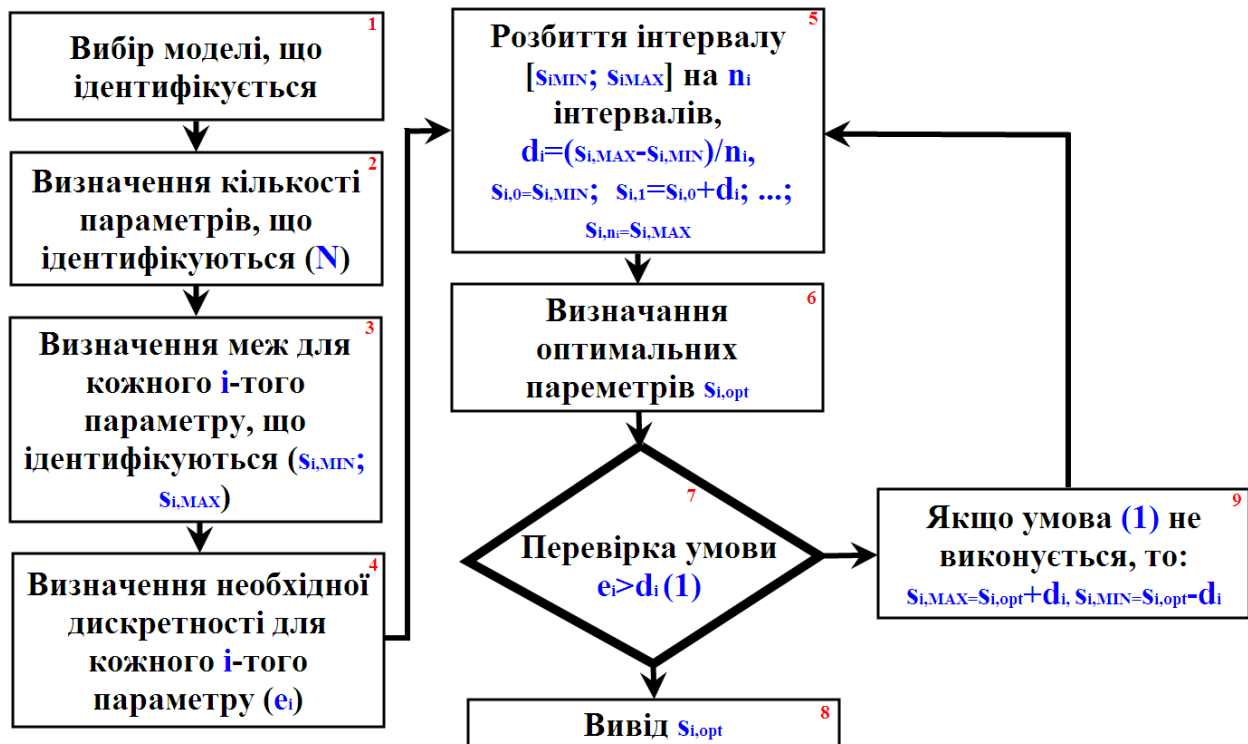 1
Вибір моделі, що
ідентифікується
2
Визначення кількості
параметрів, що
ідентифікуються (N)
3
Визначення меж для
кожного i-того
параметру, що
ідентифікуються (si,MIN;
si,MAX)
4
Визначення необхідної
дискретності для
кожного i-того
параметру (ei)
5
Розбиття інтервалу
[siMIN; siMAX] на ni
інтервалів,
di=(si,MAX-si,MIN)/ni,
si,0=si,MIN; si,1=si,0+di; ...;
si,ni=si,MAX
6
Визначання
оптимальних
пареметрів si,opt
7
Перевірка умови
ei>di (1)
8
Вивід si,opt
9
Якщо умова (1) не
виконується, то:
si,MAX=si,opt+di, si,MIN=si,opt-di